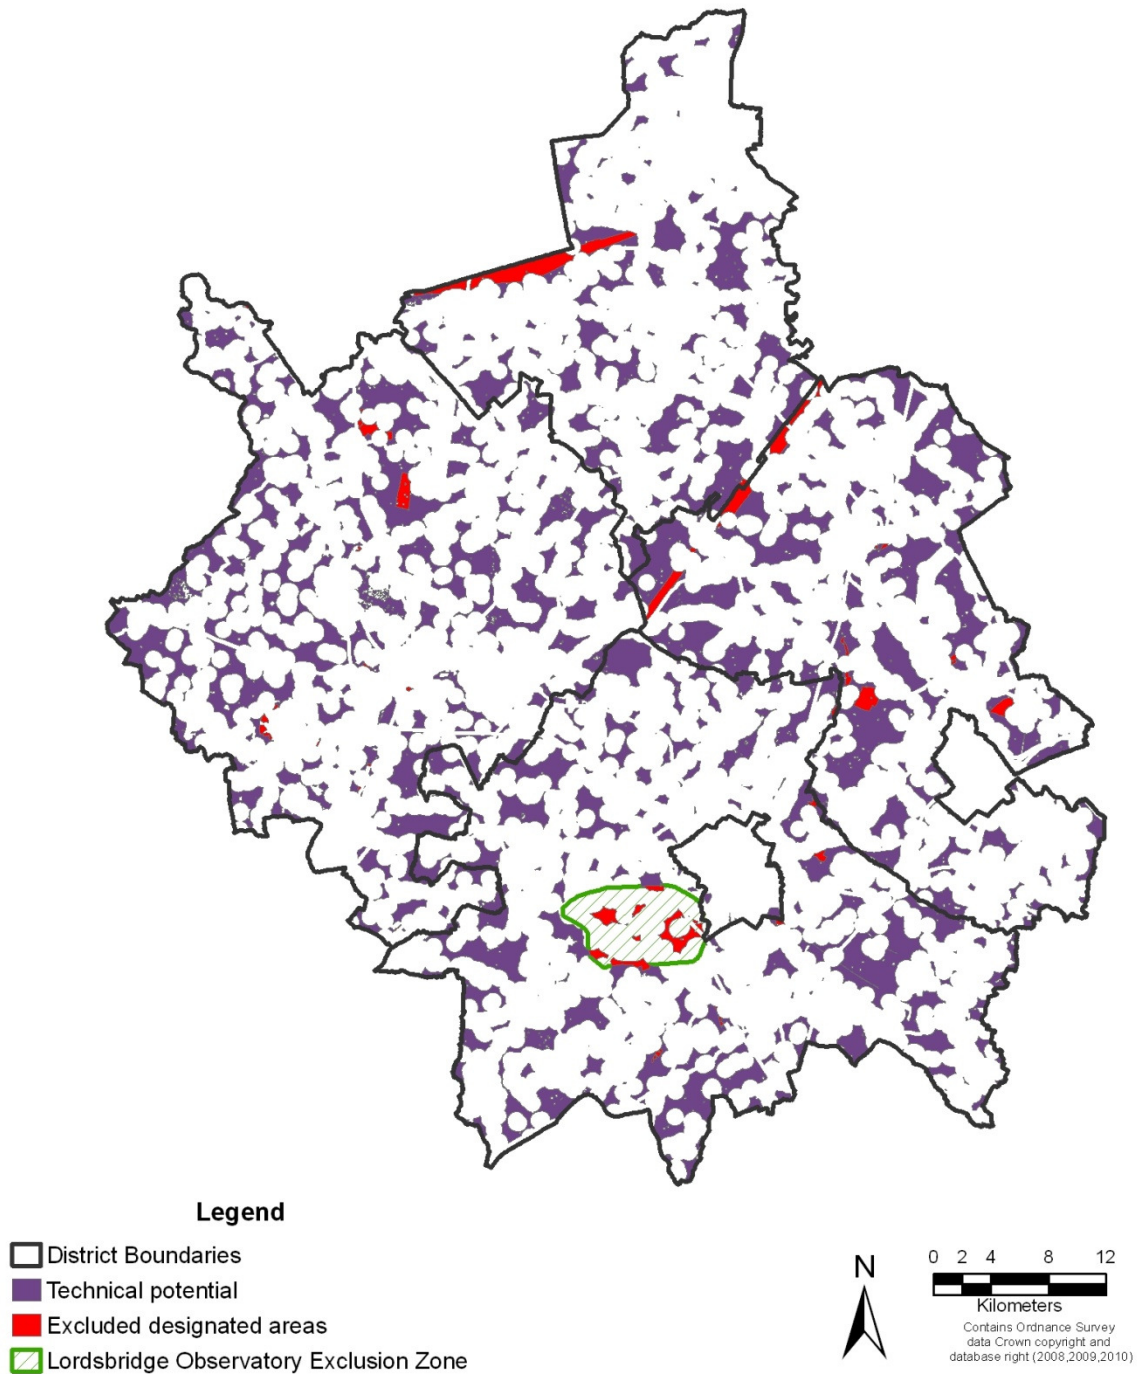 Legend
District Boundaries
Technical potential
Excluded designated areas
Lordsbridge Observatory Exclusion Zone
N
0 2 4 8 12
Kilometers
Contains Ordnance Survey
data Crown copyright and
database right (2008,2009,2010)